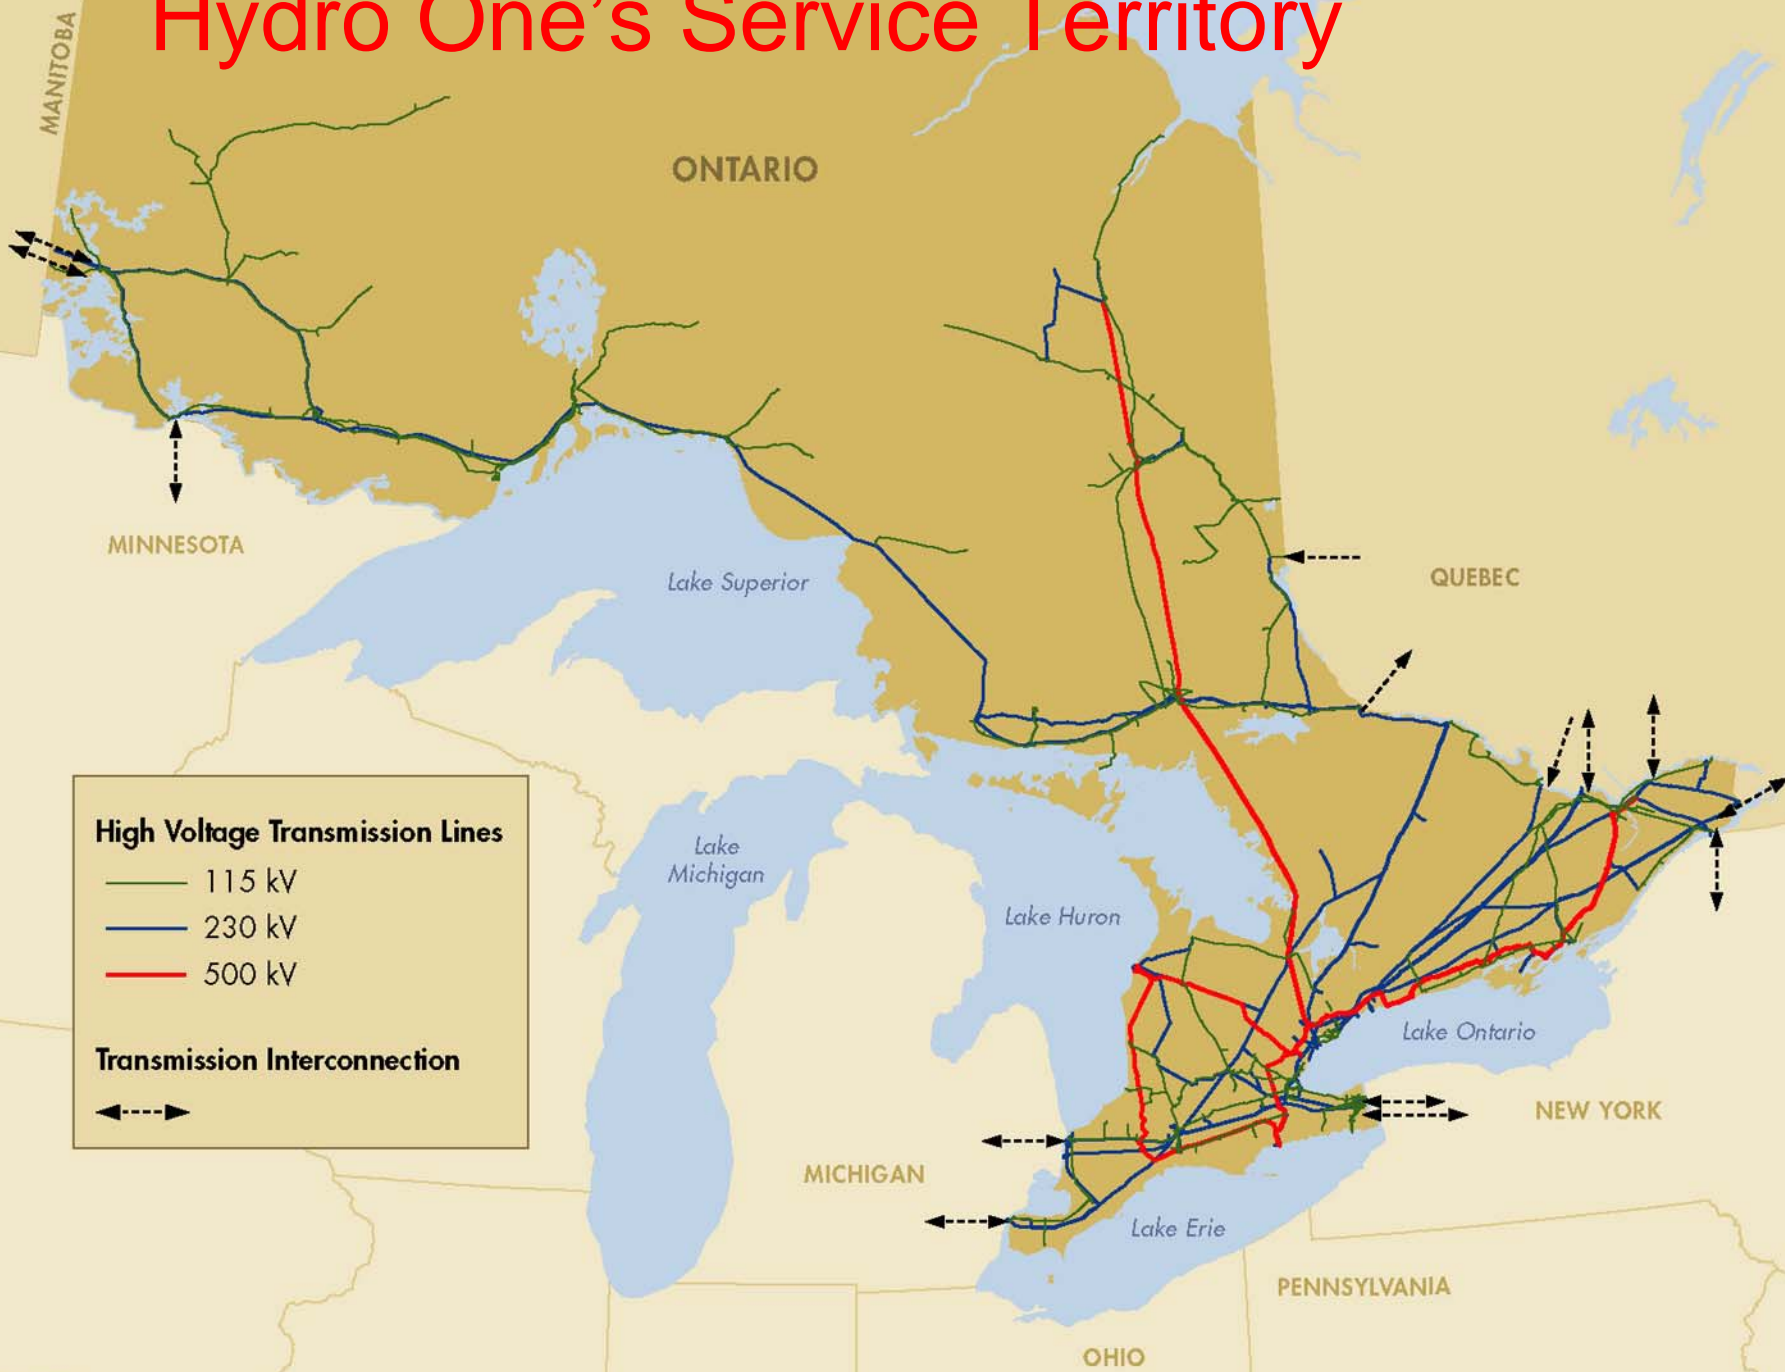 Hydro One’s Service Territory
MANITOBA
ONTARIO
MINNESOTA
Lake Superior
QUEBEC
High Voltage Transmission Lines
115 kV
230 kV
500 kV
Transmission Interconnection
Lake
Michigan
Lake Huron
Lake Ontario
NEW YORK
MICHIGAN
Lake Erie
PENNSYLVANIA
OHIO